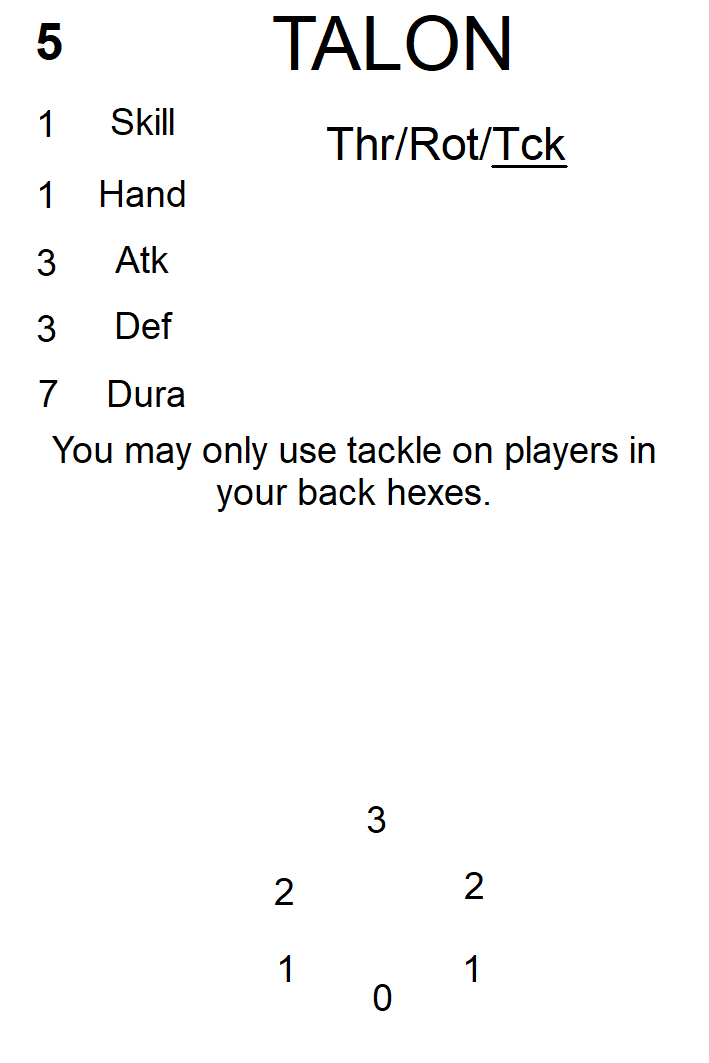 5 TALON
1 Skill
Thr/Rot/Tck
1 Hand
3 Atk
3 Def
7 Dura
You may only use tackle on players in
your back hexes.
3
2 2
1 1
0